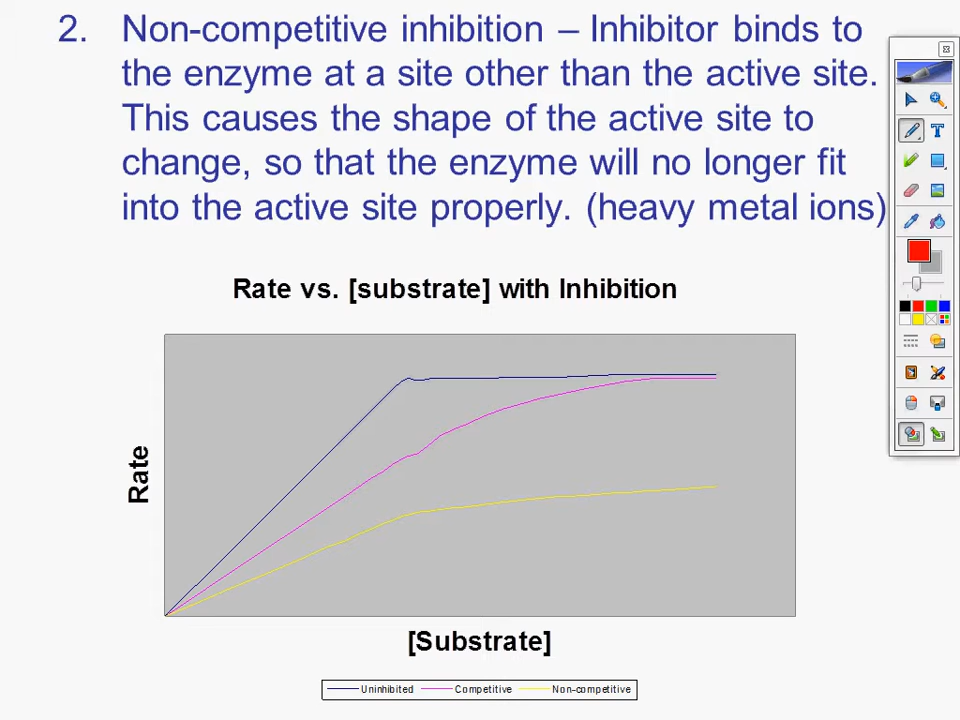 2. Non-competitive inhibition – Inhibitor binds to
the enzyme at a site other than the active site.
This causes the shape of the active site to
change, so that the enzyme will no longer fit
into the active site properly. (heavy metal ions)
Rate vs. [substrate] with Inhibition
Rate
[Substrate]
Uninhibited Competitive Non-competitive
T